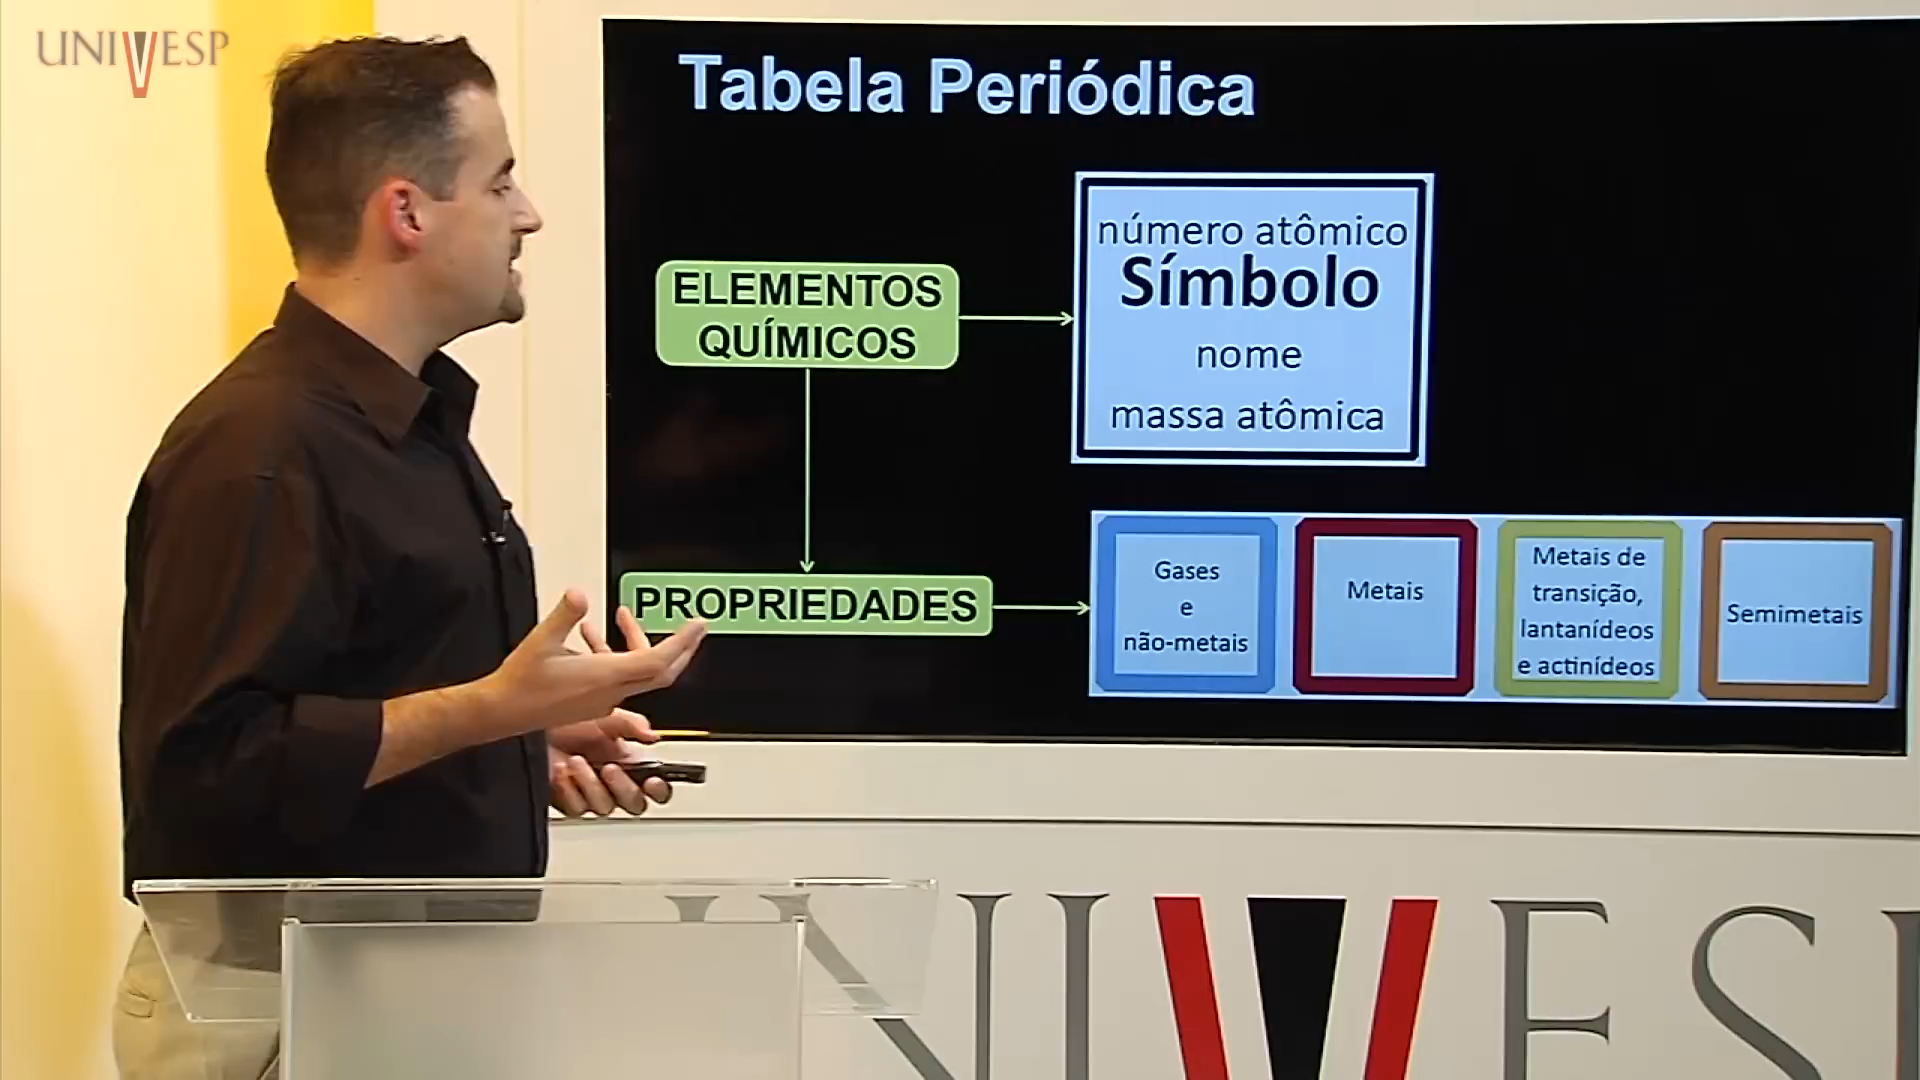 UNIVESP
Tabela Periódica
ELEMENTOS
QUÍMICOS
número atômico
Símbolo
nome
massa atômica
PROPRIEDADES
Gases
e
não-metais
Metais
Metais de
transição,
lantanídeos
e actinídeos
Semimetais
UNIVESP